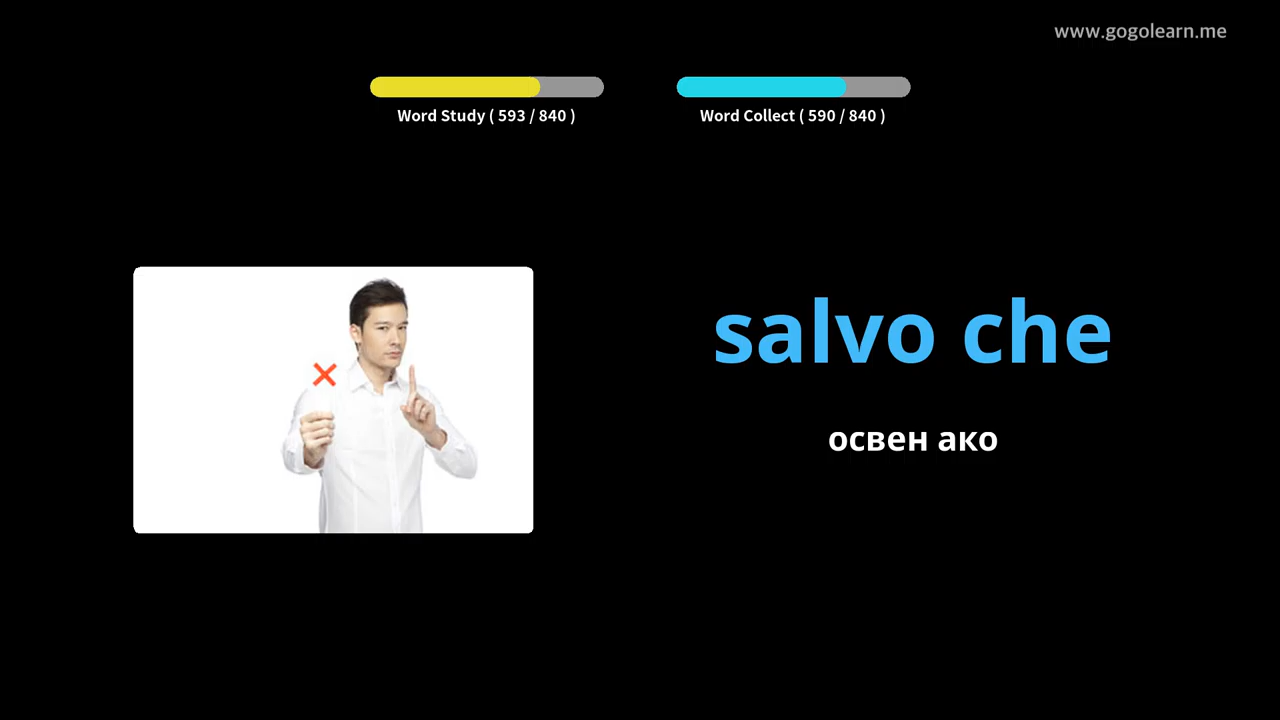 www.gogolearn.me
Word Study ( 593 / 840 )
Word Collect ( 590 / 840 )
salvo che
освен ако